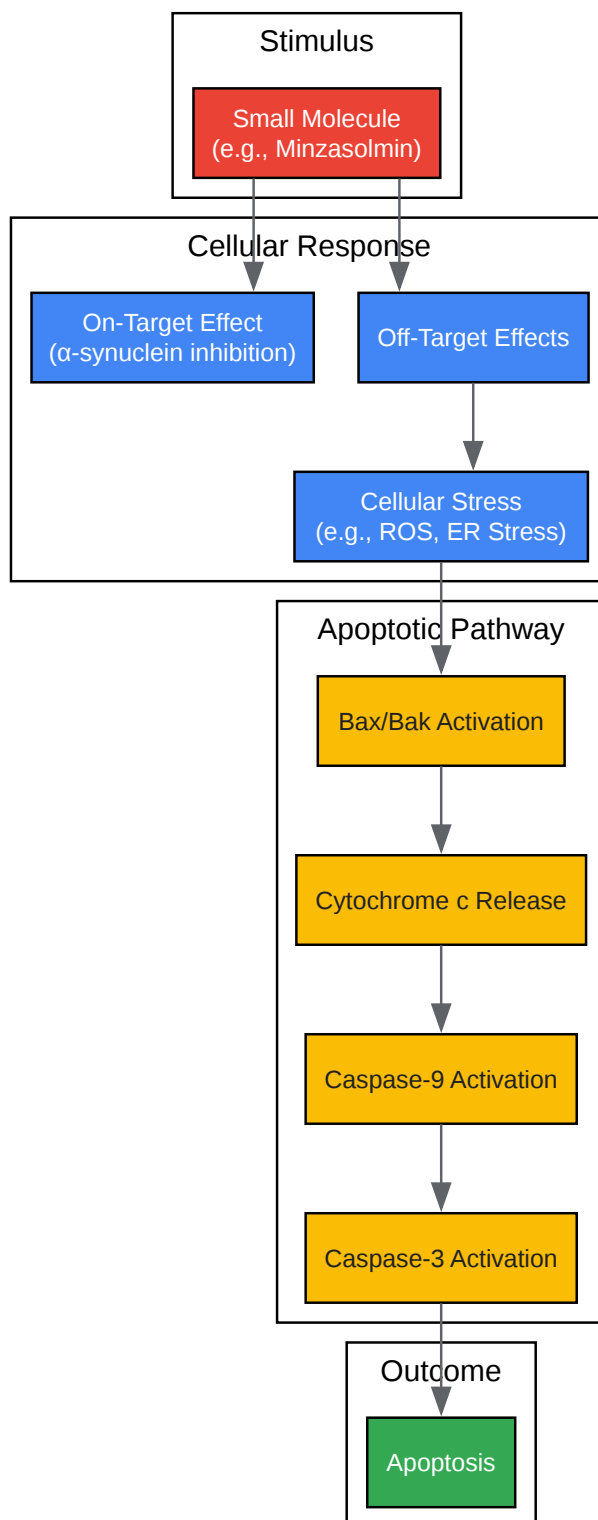 Stimulus
Small Molecule
(e.g., Minzasolmin)
Cellular Response
On-Target Effect
(α-synuclein inhibition)
Off-Target Effects
Cellular Stress
(e.g., ROS, ER Stress)
Apoptotic Pathway
Bax/Bak Activation
Cytochrome c Release
Caspase-9 Activation
Caspase-3 Activation
Outcome
Apoptosis